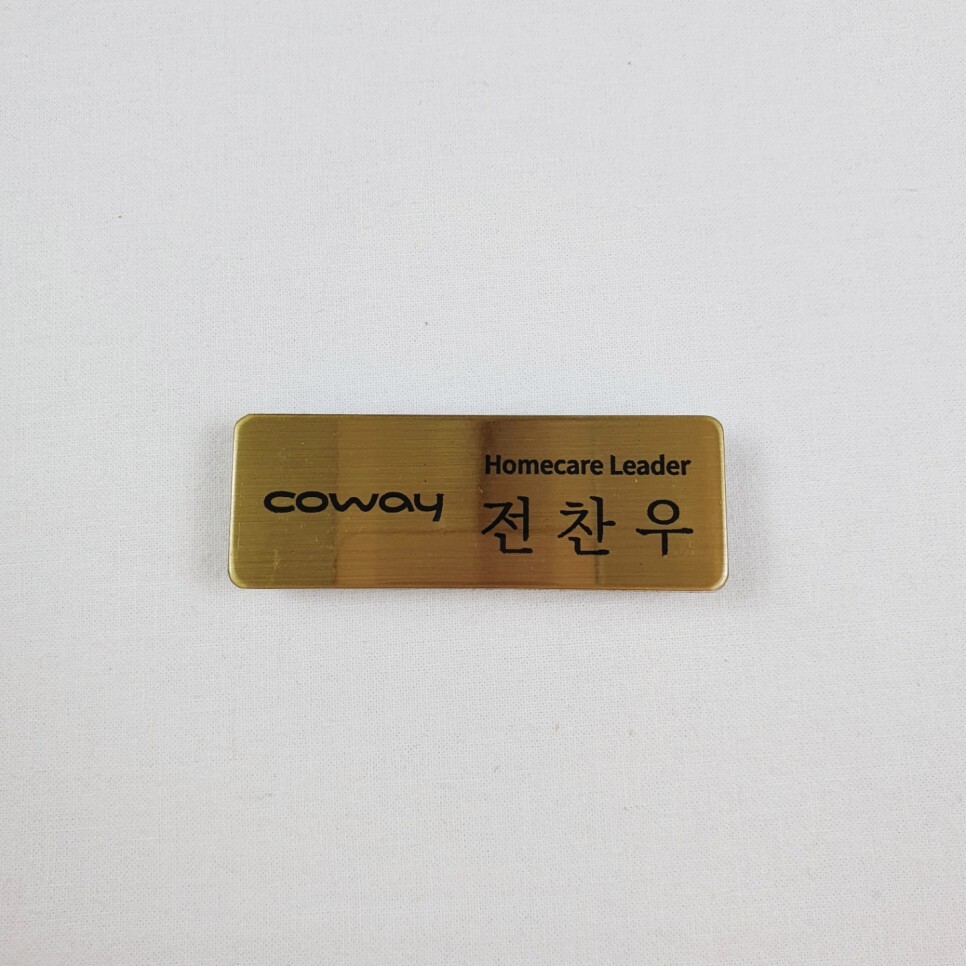 coway
Homecare Leader
전 찬 우